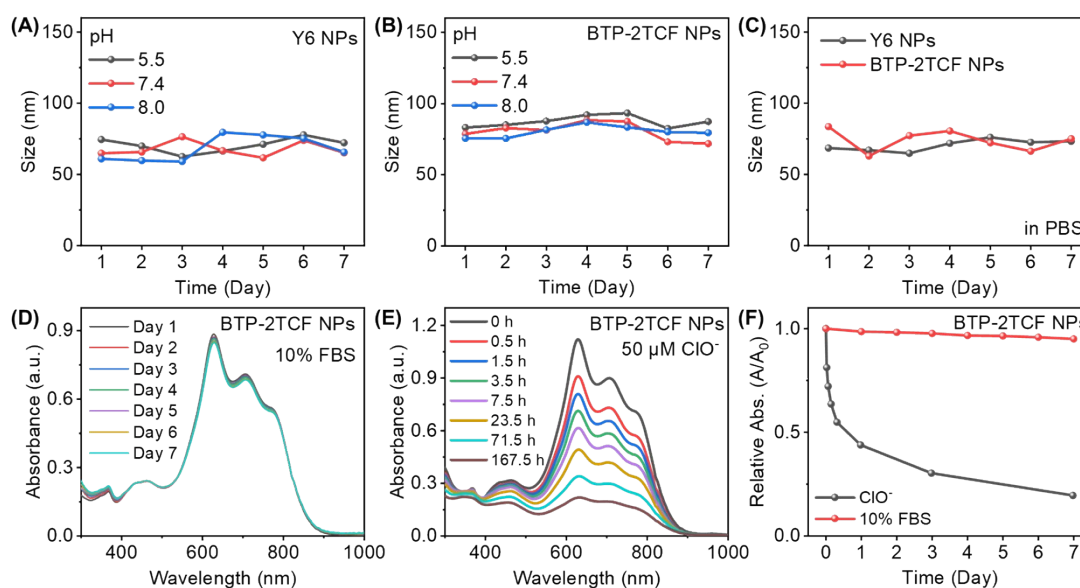 (A)
pH
Y6 NPs
5.5
7.4
8.0
Size (nm)
150
100
50
0
1 2 3 4 5 6 7
Time (Day)
(B)
pH
BTP-2TCF NPs
5.5
7.4
8.0
Size (nm)
150
100
50
0
1 2 3 4 5 6 7
Time (Day)
(C)
Y6 NPs
BTP-2TCF NPs
in PBS
Size (nm)
150
100
50
0
1 2 3 4 5 6 7
Time (Day)
(D)
BTP-2TCF NPs
10% FBS
Day 1
Day 2
Day 3
Day 4
Day 5
Day 6
Day 7
Absorbance (a.u.)
0.9
0.6
0.3
0.0
400 600 800 1000
Wavelength (nm)
(E)
BTP-2TCF NPs
50 μM ClO⁻
0 h
0.5 h
1.5 h
3.5 h
7.5 h
23.5 h
71.5 h
167.5 h
Absorbance (a.u.)
1.2
0.9
0.6
0.3
0.0
400 600 800 1000
Wavelength (nm)
(F)
BTP-2TCF NPs
ClO⁻
10% FBS
Relative Abs. (A/A₀)
1.0
0.5
0.0
0 1 2 3 4 5 6 7
Time (Day)